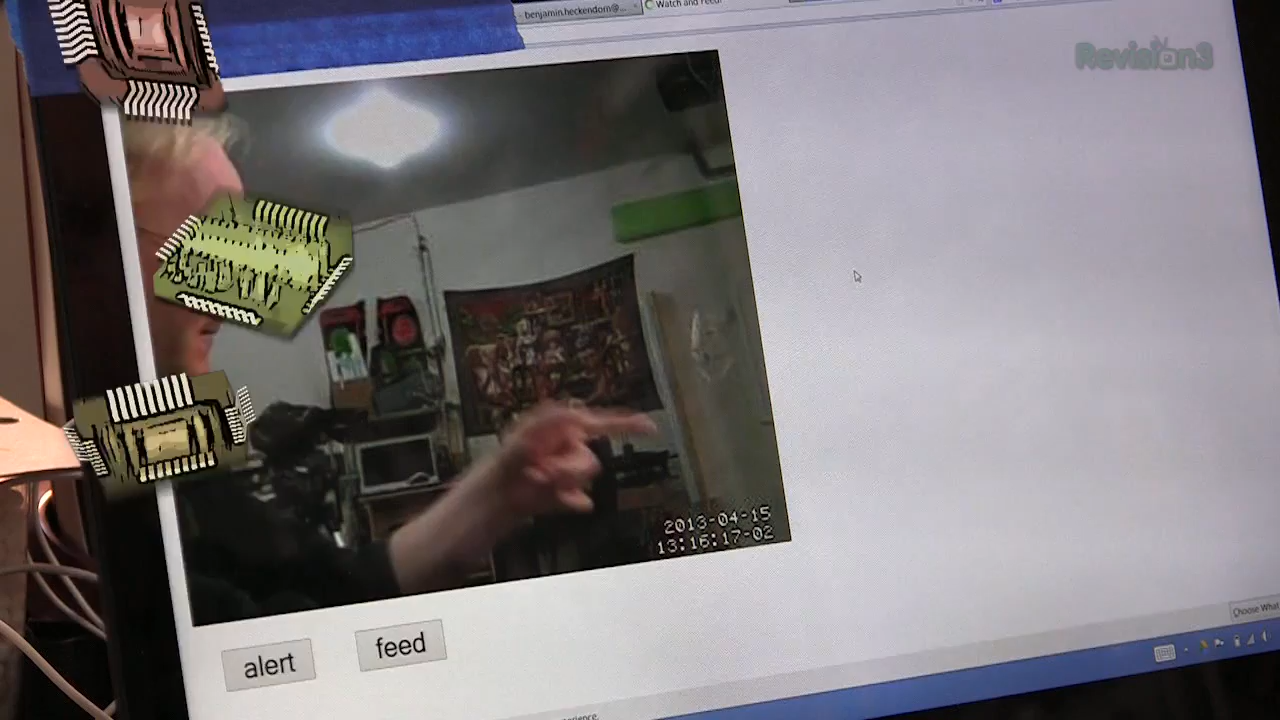 benjamin.heckendorn@...
Watch and Feed!
Revision3
2013-04-15
13:16:17-02
alert
feed
Choose What